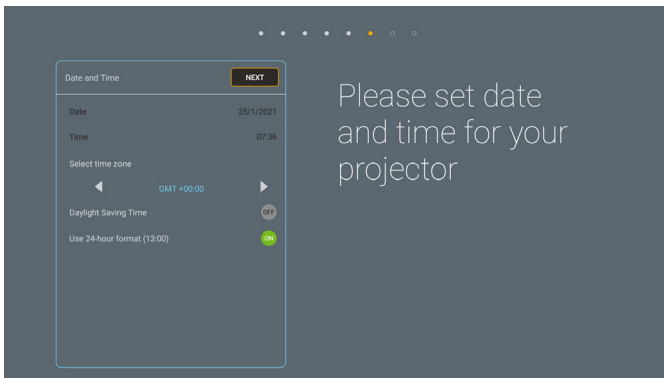 Date and Time
NEXT
Date 25/1/2021
Time 07:36
Select time zone
GMT +00:00
Daylight Saving Time OFF
Use 24-hour format (13:00) ON
Please set date
and time for your
projector